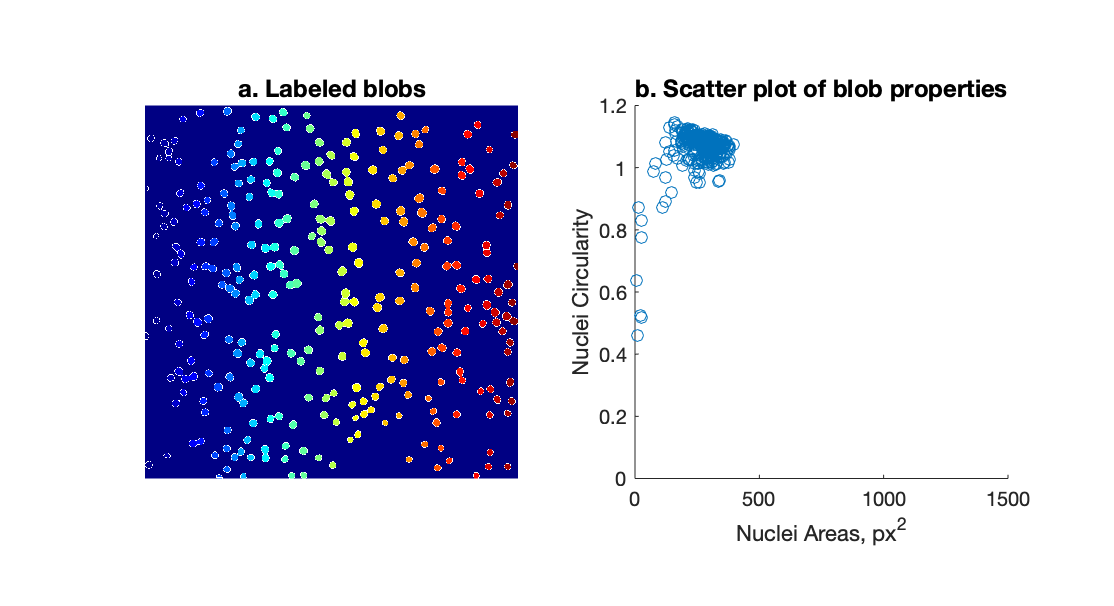 a. Labeled blobs
b. Scatter plot of blob properties
1.2
1
0.8
0.6
0.4
0.2
0
Nuclei Circularity
0 500 1000 1500
Nuclei Areas, px²